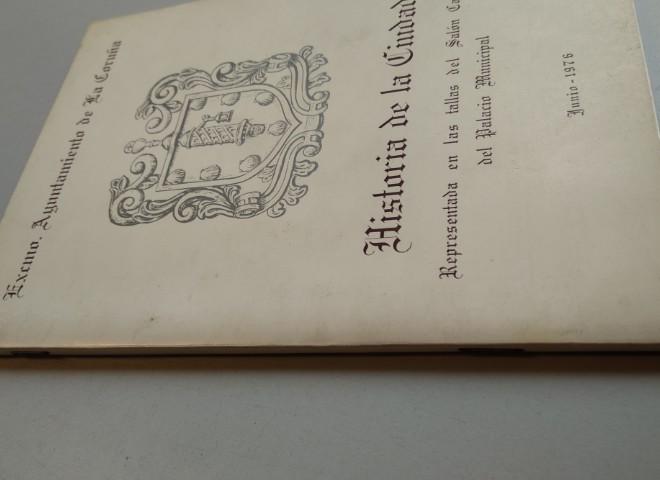 Excmo. Ayuntamiento de La Coruña
Historia de la Ciudad
Representada en las tallas del Salón
del Palacio Municipal
Junio - 1976